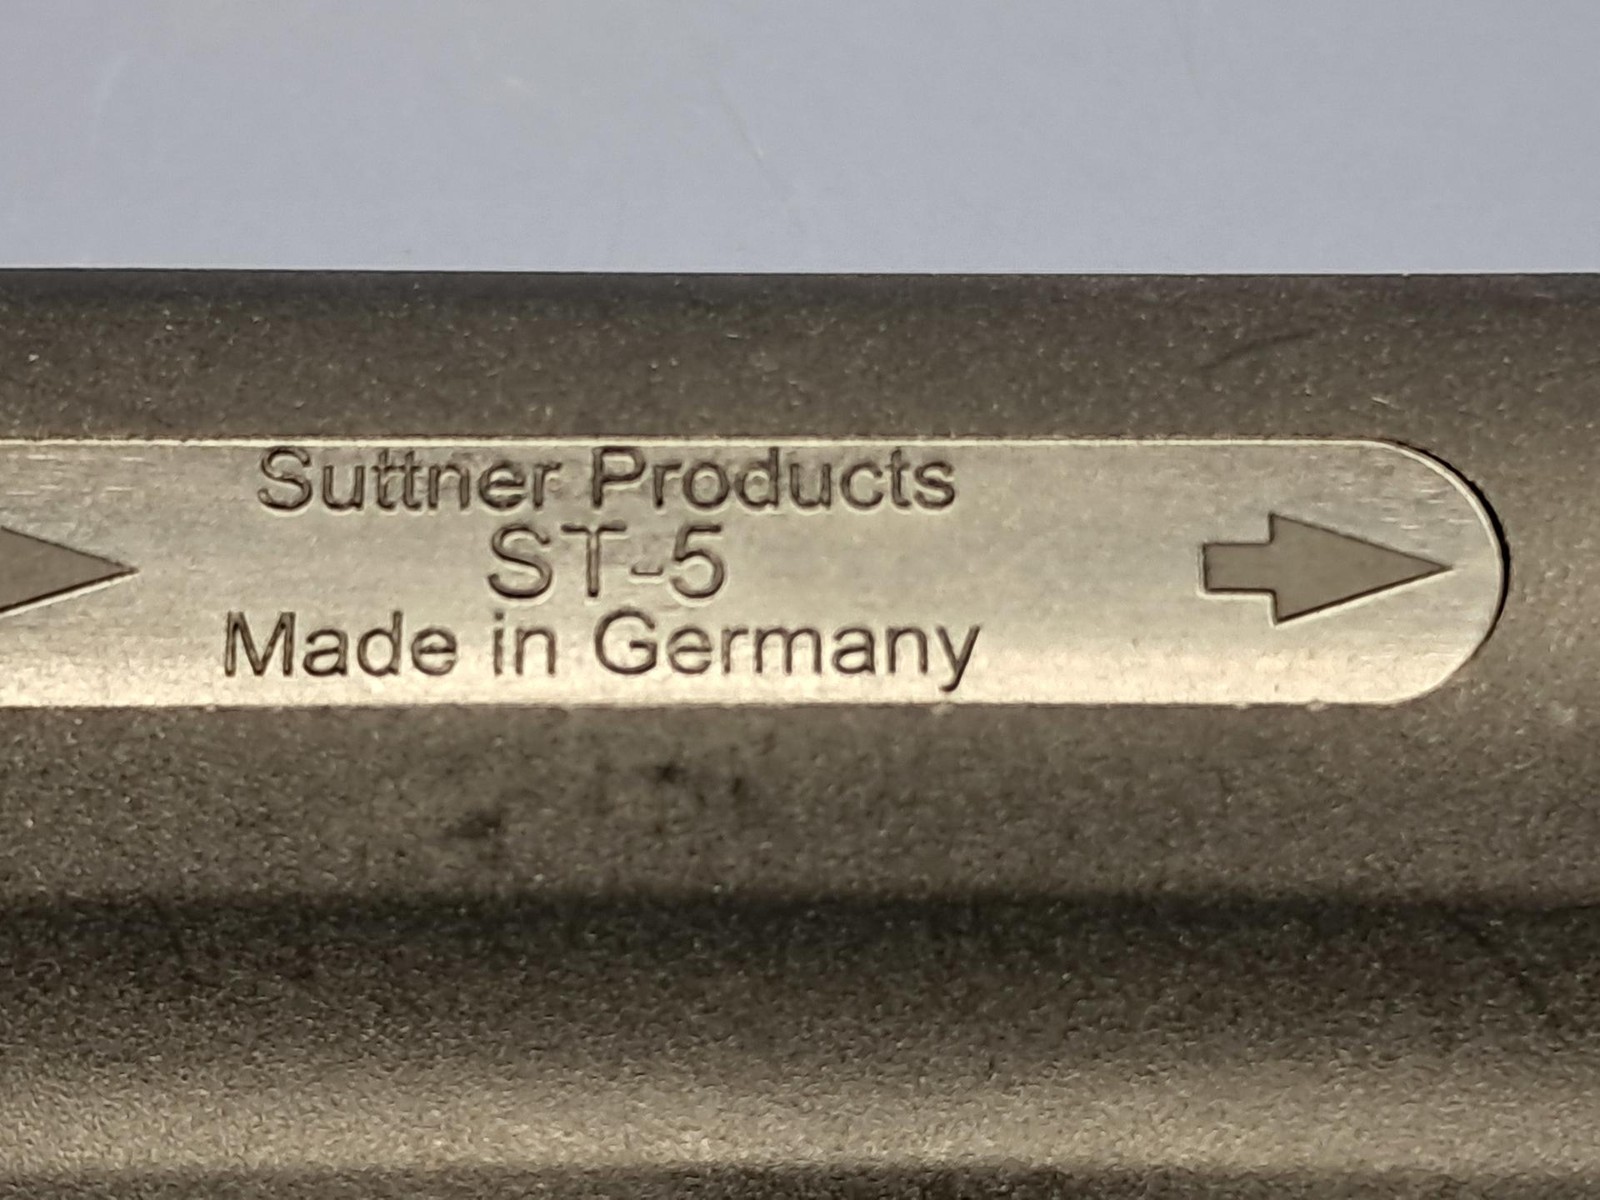 Suttner Products
ST-5
Made in Germany